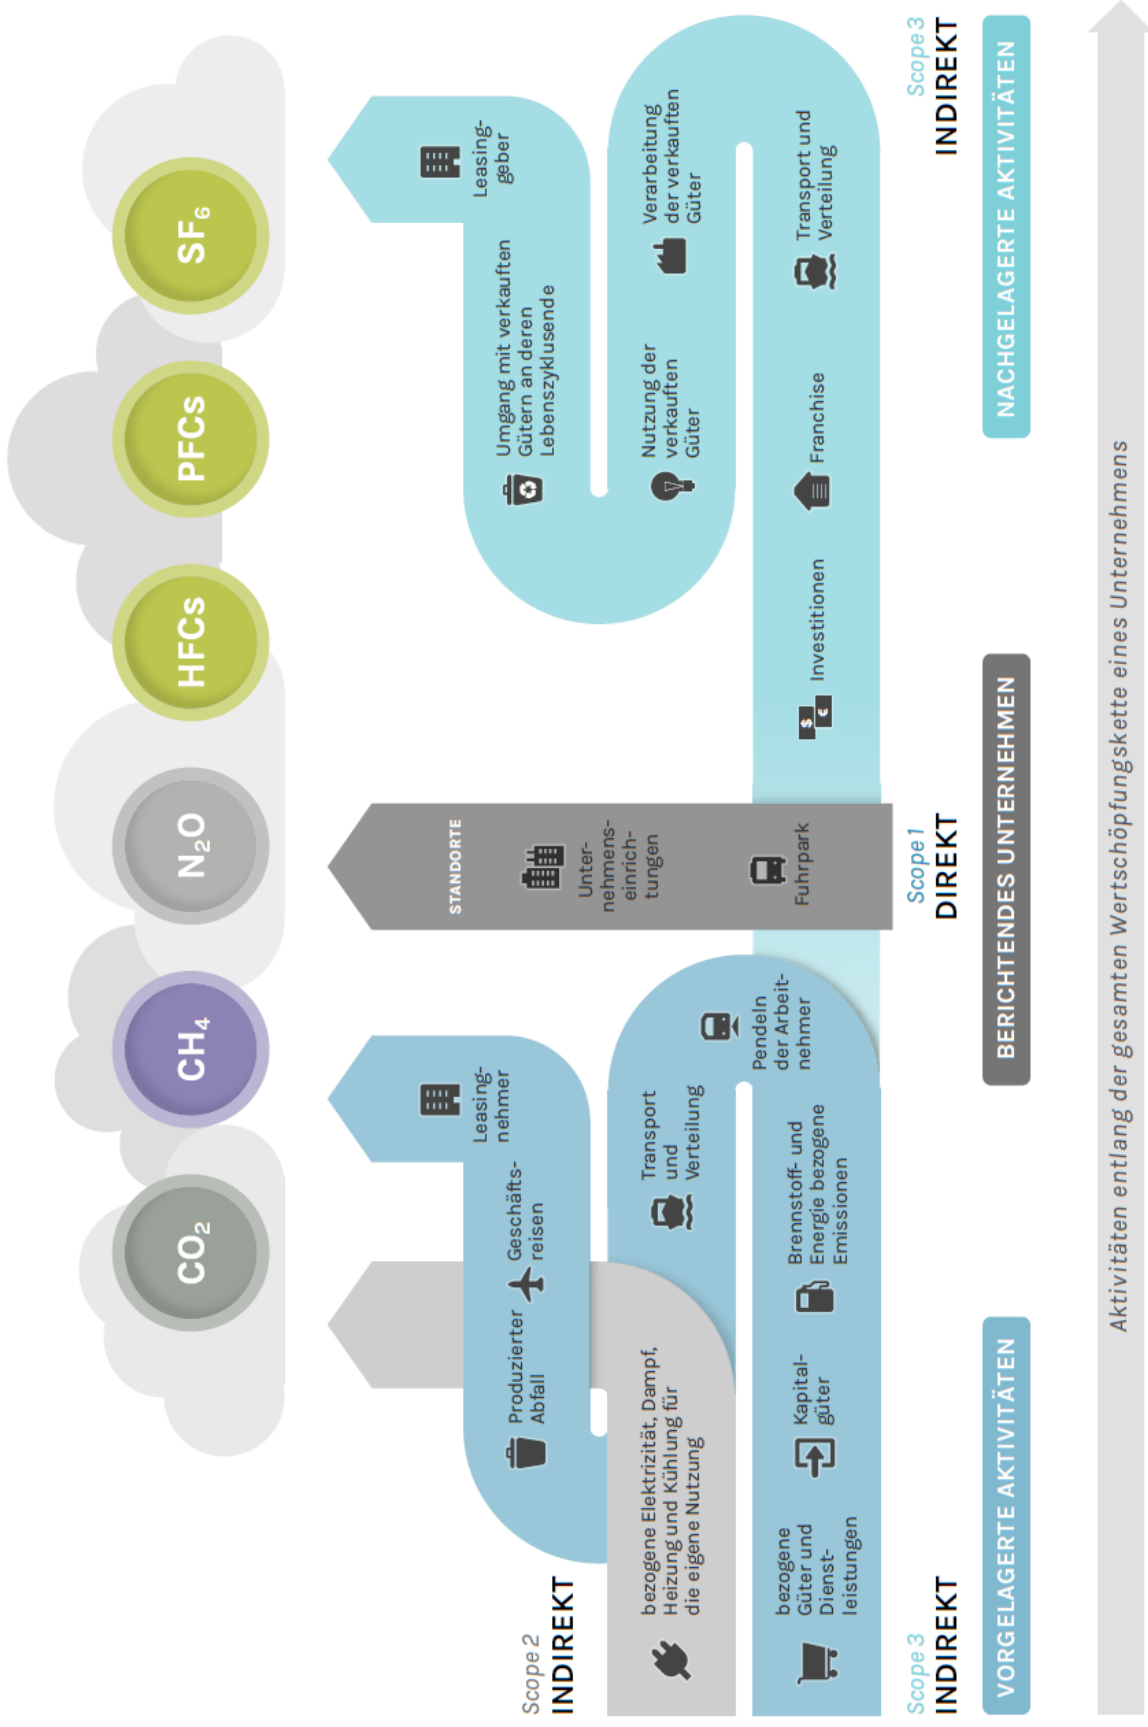 CO₂
CH₄
N₂O
HFCs
PFCs
SF₆
Scope 2
INDIREKT
bezogene Elektrizität, Dampf,
Heizung und Kühlung für
die eigene Nutzung
Scope 3
INDIREKT
bezogene
Güter und
Dienst-
leistungen
Kapital-
güter
Brennstoff- und
Energie bezogene
Emissionen
Pendeln
der Arbeit-
nehmer
Transport
und
Verteilung
Produzierter
Abfall
Geschäfts-
reisen
Leasing-
nehmer
VORGELAGERTE AKTIVITÄTEN
STANDORTE
Unter-
nehmens-
einrich-
tungen
Fuhrpark
Scope1
DIREKT
BERICHTENDES UNTERNEHMEN
Investitionen
Franchise
Transport und
Verteilung
Verarbeitung
der verkauften
Güter
Nutzung der
verkauften
Güter
Umgang mit verkauften
Gütern an deren
Lebenszyklusende
Leasing-
geber
Scope3
INDIREKT
NACHGELAGERTE AKTIVITÄTEN
Aktivitäten entlang der gesamten Wertschöpfungskette eines Unternehmens
$
€